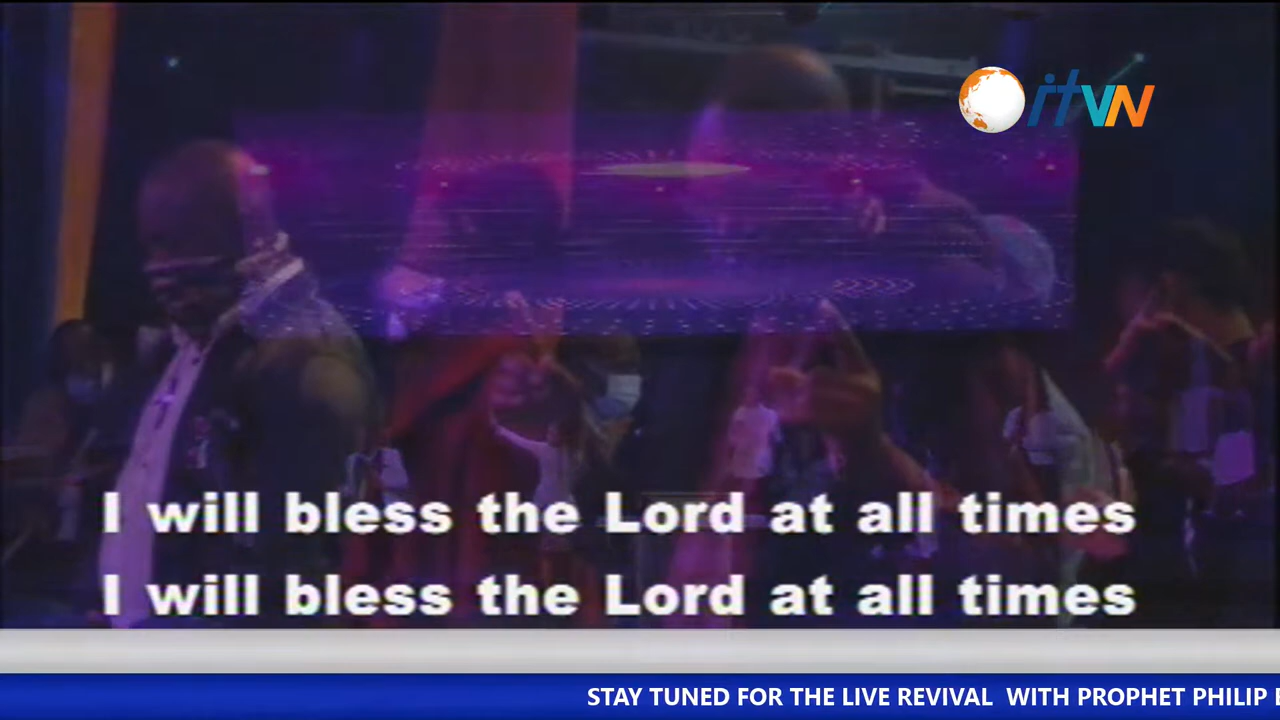 itVN
I will bless the Lord at all times
I will bless the Lord at all times
STAY TUNED FOR THE LIVE REVIVAL WITH PROPHET PHILIP